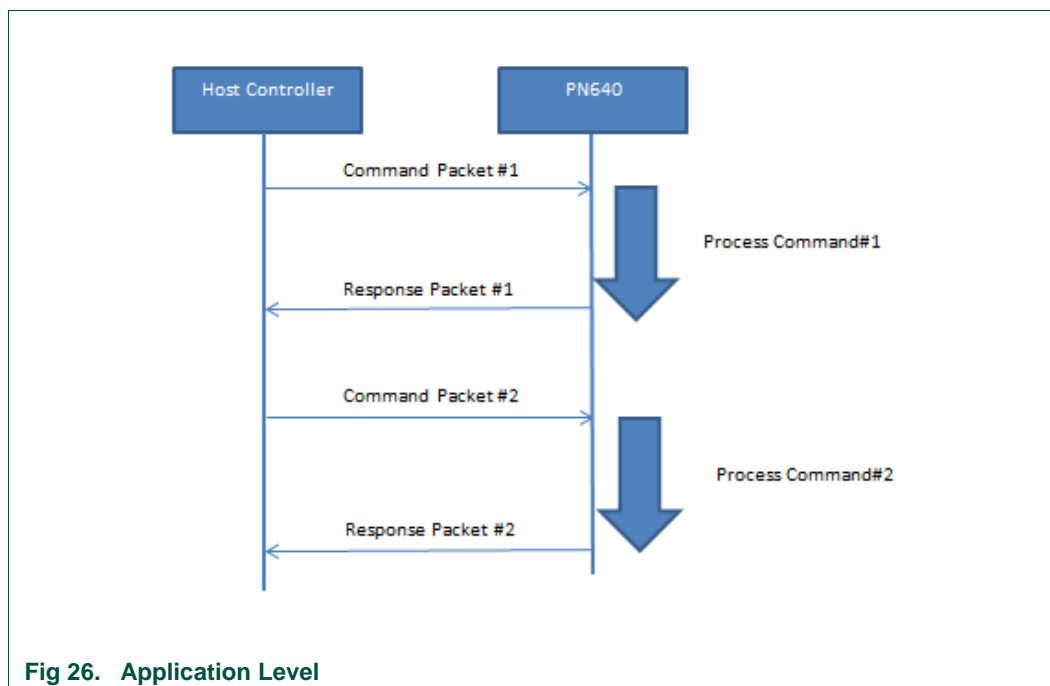 Host Controller
PN640
Command Packet #1
Process Command#1
Response Packet #1
Command Packet #2
Process Command#2
Response Packet #2
Fig 26. Application Level